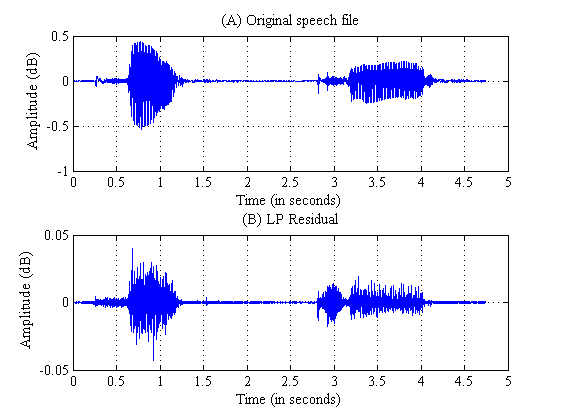 (A) Original speech file
0.5
0
-0.5
-1
Amplitude (dB)
0 0.5 1 1.5 2 2.5 3 3.5 4 4.5 5
Time (in seconds)
(B) LP Residual
0.05
0
-0.05
Amplitude (dB)
0 0.5 1 1.5 2 2.5 3 3.5 4 4.5 5
Time (in seconds)